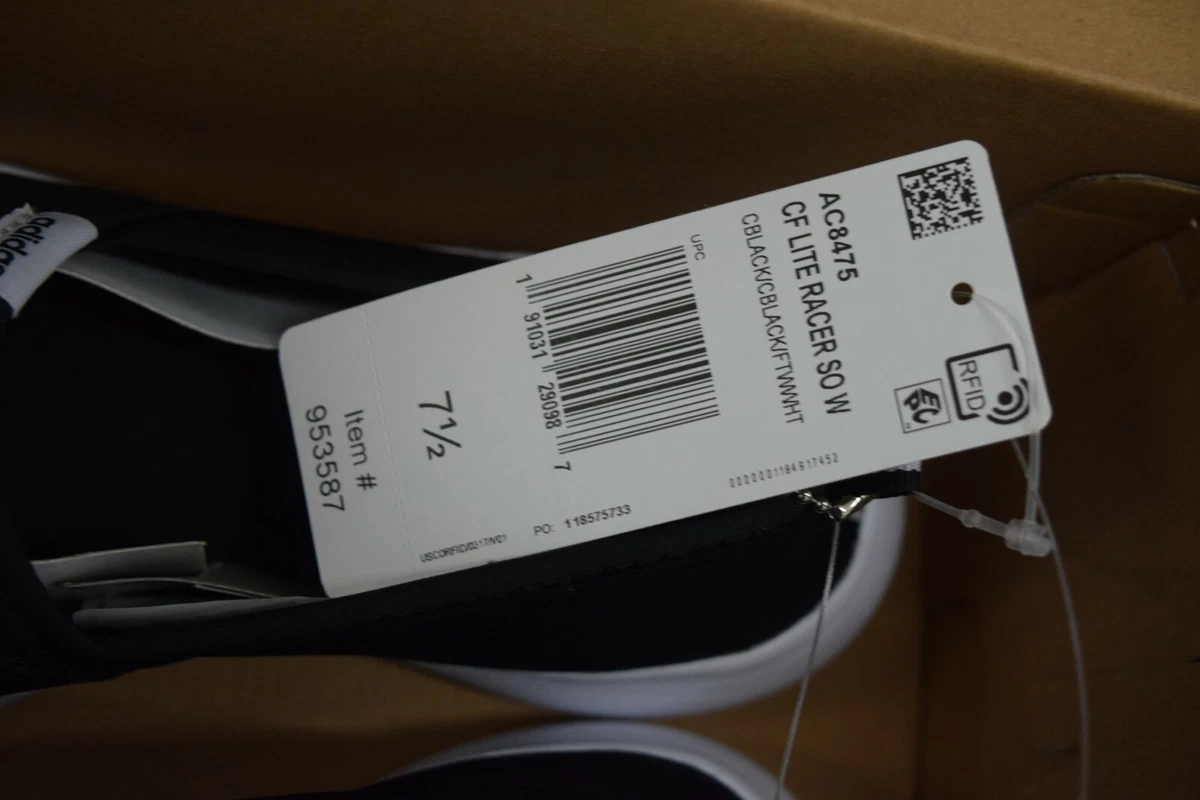 AC8475
CF LITE RACER SO W
CBLACK/CBLACK/FTWWHT
RFID
EPC
UPC
1 91031 29098 7
0000001184917452
7½
PO: 118575733
USCORFID/0217/V01
Item #
953587
adidas